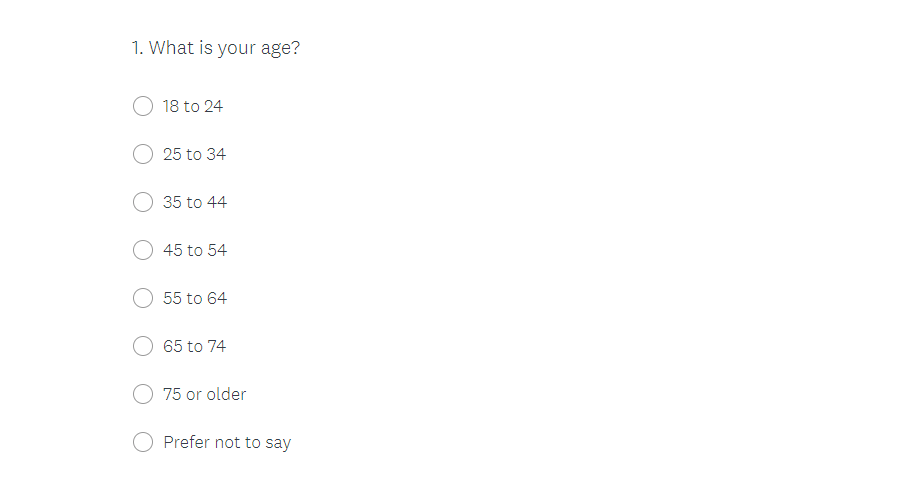 1. What is your age?
18 to 24
25 to 34
35 to 44
45 to 54
55 to 64
65 to 74
75 or older
Prefer not to say